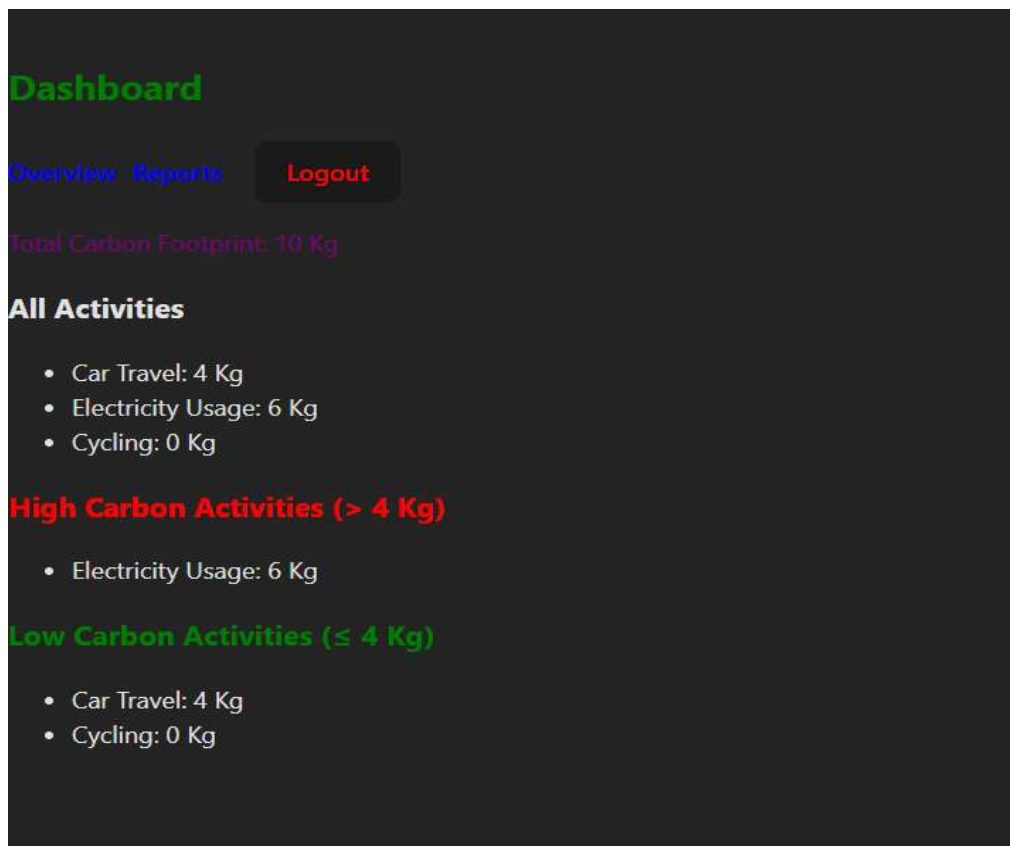 Dashboard
Overview Reports Logout
Total Carbon Footprint: 10 Kg
All Activities
• Car Travel: 4 Kg
• Electricity Usage: 6 Kg
• Cycling: 0 Kg
High Carbon Activities (> 4 Kg)
• Electricity Usage: 6 Kg
Low Carbon Activities (≤ 4 Kg)
• Car Travel: 4 Kg
• Cycling: 0 Kg